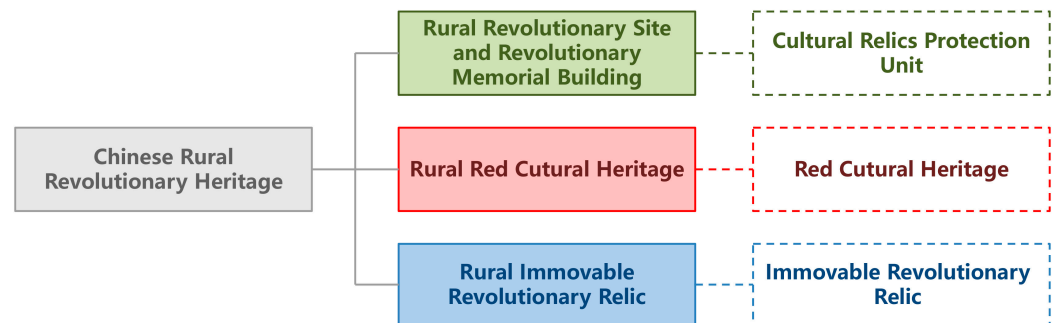 Rural Revolutionary Site
and Revolutionary
Memorial Building
Cultural Relics Protection
Unit
Chinese Rural
Revolutionary Heritage
Rural Red Cutural Heritage
Red Cutural Heritage
Rural Immovable
Revolutionary Relic
Immovable Revolutionary
Relic